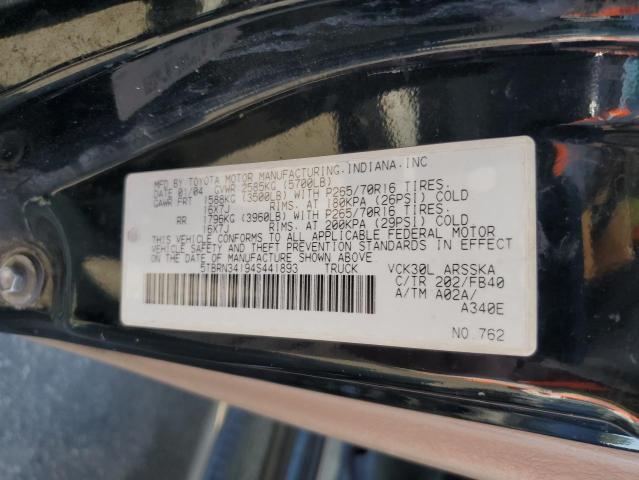 MFD.BY TOYOTA MOTOR MANUFACTURING,INDIANA,INC
DATE 01/04 GVWR 2585KG (5700LB)
GAWR FRT 1588KG (3500LB) WITH P265/70R16 TIRES,
16X7J RIMS, AT 180KPA (26PSI) COLD
RR 1796KG (3960LB) WITH P265/70R16 TIRES,
16X7J RIMS, AT 200KPA (29PSI) COLD
THIS VEHICLE CONFORMS TO ALL APPLICABLE FEDERAL MOTOR
VEHICLE SAFETY AND THEFT PREVENTION STANDARDS IN EFFECT
ON THE DATE OF MANUFACTURE SHOWN ABOVE.
5TBRN34194S441893 TRUCK
VCK30L ARSSKA
C/TR 202/FB40
A/TM A02A/
A340E
NO.762